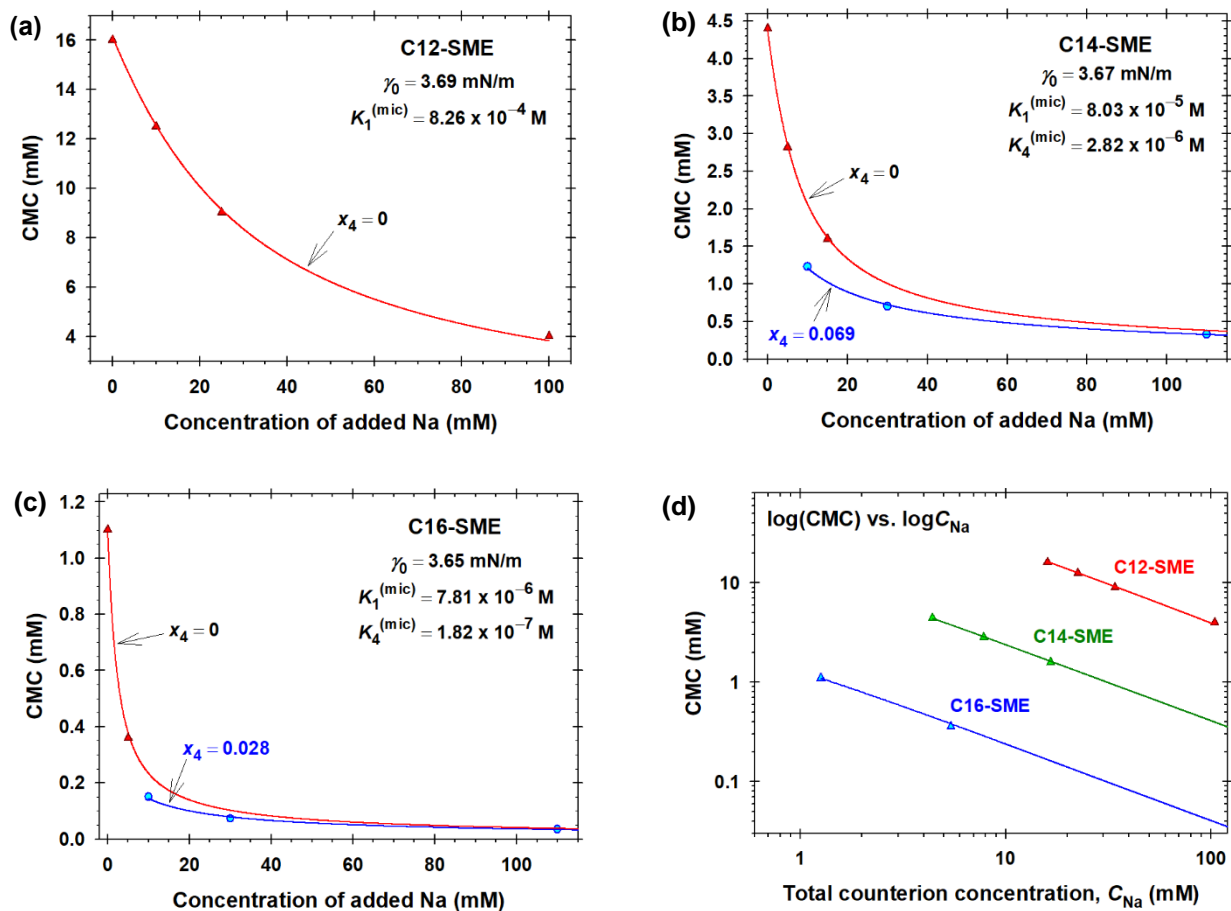 (a)
C12-SME
γ₀ = 3.69 mN/m
K₁⁽ᵐⁱᶜ⁾ = 8.26 x 10⁻⁴ M
x₄ = 0
CMC (mM)
16
14
12
10
8
6
4
0
20
40
60
80
100
Concentration of added Na (mM)
(b)
C14-SME
γ₀ = 3.67 mN/m
K₁⁽ᵐⁱᶜ⁾ = 8.03 x 10⁻⁵ M
K₄⁽ᵐⁱᶜ⁾ = 2.82 x 10⁻⁶ M
x₄ = 0
x₄ = 0.069
CMC (mM)
4.5
4.0
3.5
3.0
2.5
2.0
1.5
1.0
0.5
0.0
0
20
40
60
80
100
Concentration of added Na (mM)
(c)
C16-SME
γ₀ = 3.65 mN/m
K₁⁽ᵐⁱᶜ⁾ = 7.81 x 10⁻⁶ M
K₄⁽ᵐⁱᶜ⁾ = 1.82 x 10⁻⁷ M
x₄ = 0
x₄ = 0.028
CMC (mM)
1.2
1.0
0.8
0.6
0.4
0.2
0.0
0
20
40
60
80
100
Concentration of added Na (mM)
(d)
log(CMC) vs. logC_Na
C12-SME
C14-SME
C16-SME
CMC (mM)
10
1
0.1
1
10
100
Total counterion concentration, C_Na (mM)